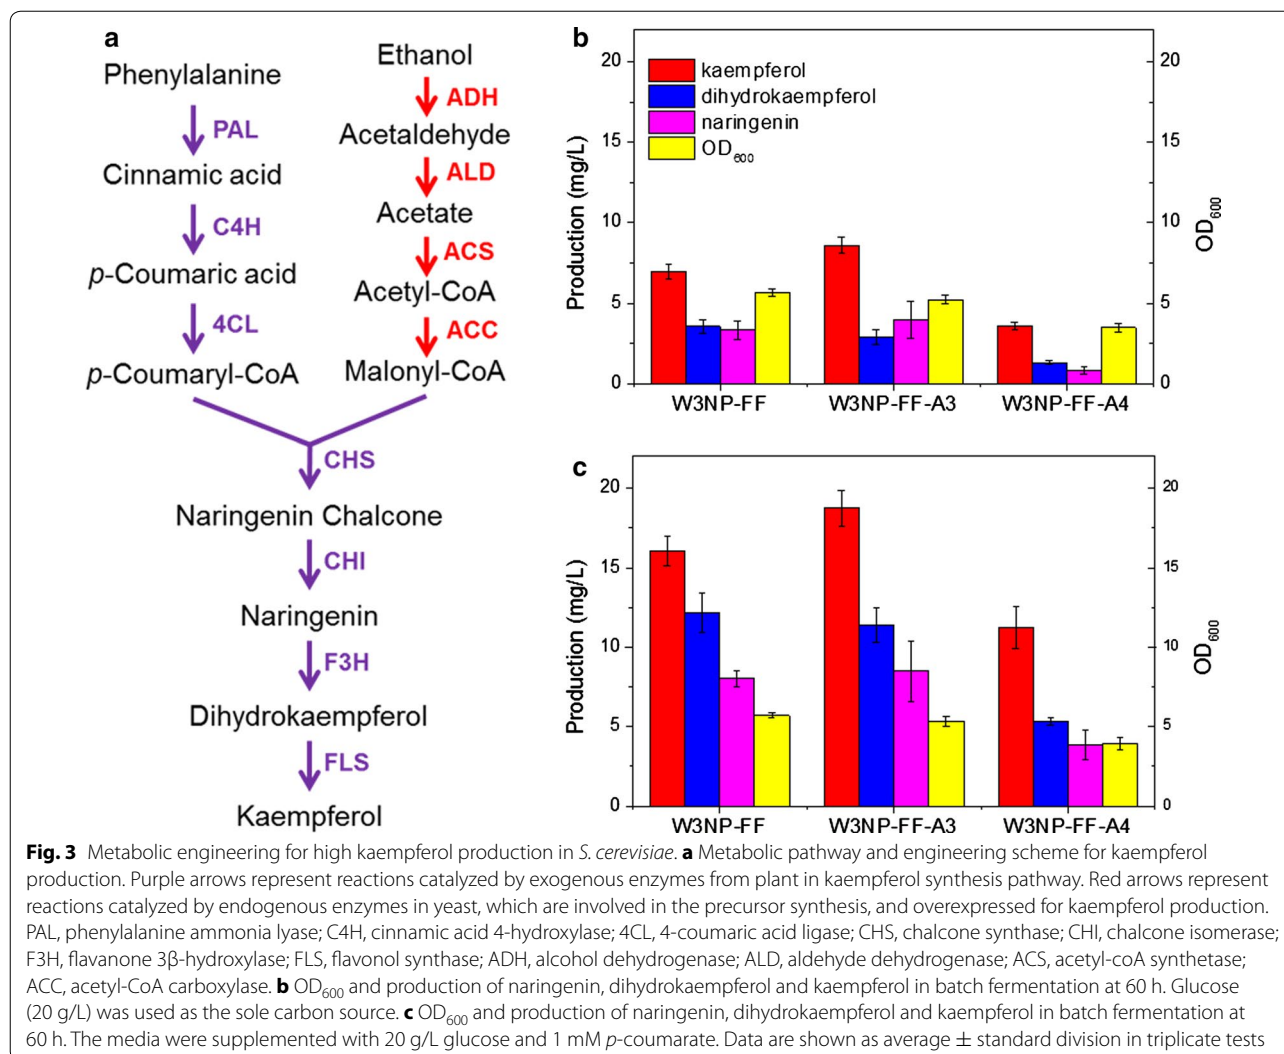 a
Phenylalanine
PAL
Cinnamic acid
C4H
p-Coumaric acid
4CL
p-Coumaryl-CoA
Ethanol
ADH
Acetaldehyde
ALD
Acetate
ACS
Acetyl-CoA
ACC
Malonyl-CoA
CHS
Naringenin Chalcone
CHI
Naringenin
F3H
Dihydrokaempferol
FLS
Kaempferol
b
Production (mg/L)
20
15
10
5
0
kaempferol
dihydrokaempferol
naringenin
OD600
20
15
10
5
0
OD600
W3NP-FF W3NP-FF-A3 W3NP-FF-A4
c
Production (mg/L)
20
15
10
5
0
20
15
10
5
0
OD600
W3NP-FF W3NP-FF-A3 W3NP-FF-A4
Fig. 3 Metabolic engineering for high kaempferol production in S. cerevisiae. a Metabolic pathway and engineering scheme for kaempferol
production. Purple arrows represent reactions catalyzed by exogenous enzymes from plant in kaempferol synthesis pathway. Red arrows represent
reactions catalyzed by endogenous enzymes in yeast, which are involved in the precursor synthesis, and overexpressed for kaempferol production.
PAL, phenylalanine ammonia lyase; C4H, cinnamic acid 4-hydroxylase; 4CL, 4-coumaric acid ligase; CHS, chalcone synthase; CHI, chalcone isomerase;
F3H, flavanone 3β-hydroxylase; FLS, flavonol synthase; ADH, alcohol dehydrogenase; ALD, aldehyde dehydrogenase; ACS, acetyl-coA synthetase;
ACC, acetyl-CoA carboxylase. b OD600 and production of naringenin, dihydrokaempferol and kaempferol in batch fermentation at 60 h. Glucose
(20 g/L) was used as the sole carbon source. c OD600 and production of naringenin, dihydrokaempferol and kaempferol in batch fermentation at
60 h. The media were supplemented with 20 g/L glucose and 1 mM p-coumarate. Data are shown as average ± standard division in triplicate tests